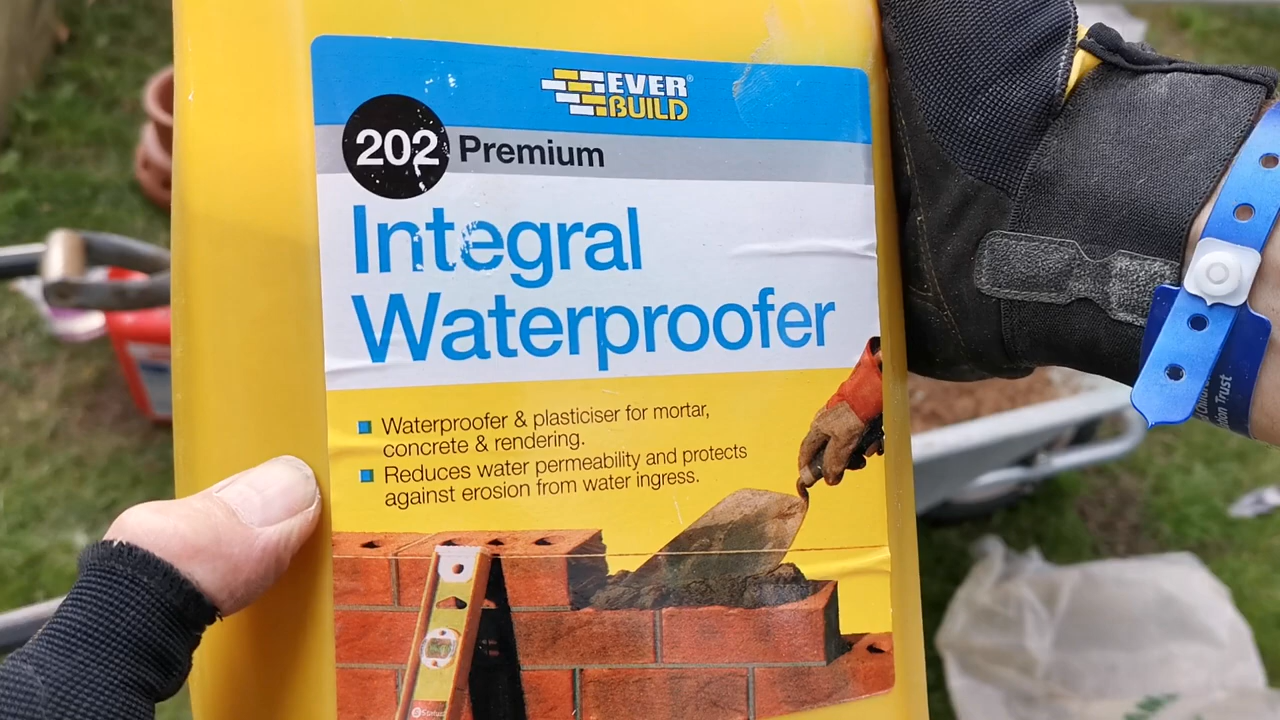 EVER
BUILD®
202 Premium
Integral
Waterproofer
Waterproofer & plasticiser for mortar,
concrete & rendering.
Reduces water permeability and protects
against erosion from water ingress.
Trust